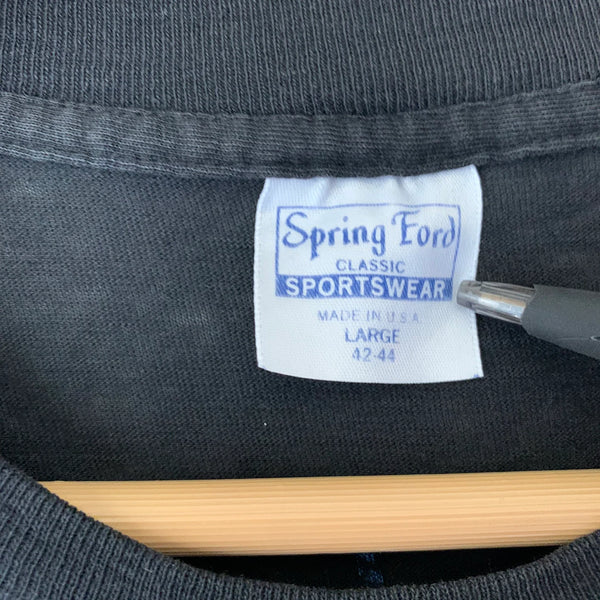 Spring Ford
CLASSIC
SPORTSWEAR
MADE IN U.S.A.
LARGE
42-44